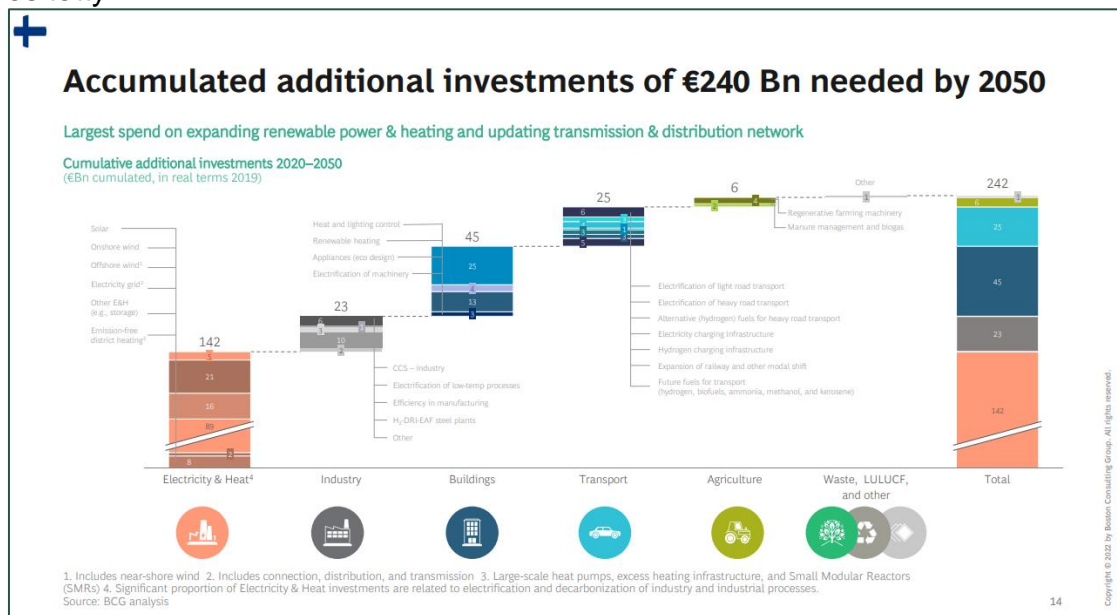 Accumulated additional investments of €240 Bn needed by 2050
Largest spend on expanding renewable power & heating and updating transmission & distribution network
Cumulative additional investments 2020–2050
(€Bn cumulated, in real terms 2019)
Solar
Onshore wind
Offshore wind¹
Electricity grid²
Other E&H
(e.g., storage)
Emission-free
district heating³
142
5
21
16
89
2
8
23
6
10
CCS – industry
Electrification of low-temp processes
Efficiency in manufacturing
H₂-DRI-EAF steel plants
Other
Heat and lighting control
Renewable heating
Appliances (eco design)
Electrification of machinery
45
25
4
13
3
25
6
5
Electrification of light road transport
Electrification of heavy road transport
Alternative (hydrogen) fuels for heavy road transport
Electricity charging infrastructure
Hydrogen charging infrastructure
Expansion of railway and other modal shift
Future fuels for transport
(hydrogen, biofuels, ammonia, methanol, and kerosene)
6
4
2
Regenerative farming machinery
Manure management and biogas
Other
1
242
1
6
25
45
23
142
Electricity & Heat⁴
Industry
Buildings
Transport
Agriculture
Waste, LULUCF,
and other
Total
1. Includes near-shore wind 2. Includes connection, distribution, and transmission 3. Large-scale heat pumps, excess heating infrastructure, and Small Modular Reactors
(SMRs) 4. Significant proportion of Electricity & Heat investments are related to electrification and decarbonization of industry and industrial processes.
Source: BCG analysis
14
Copyright © 2022 by Boston Consulting Group. All rights reserved.